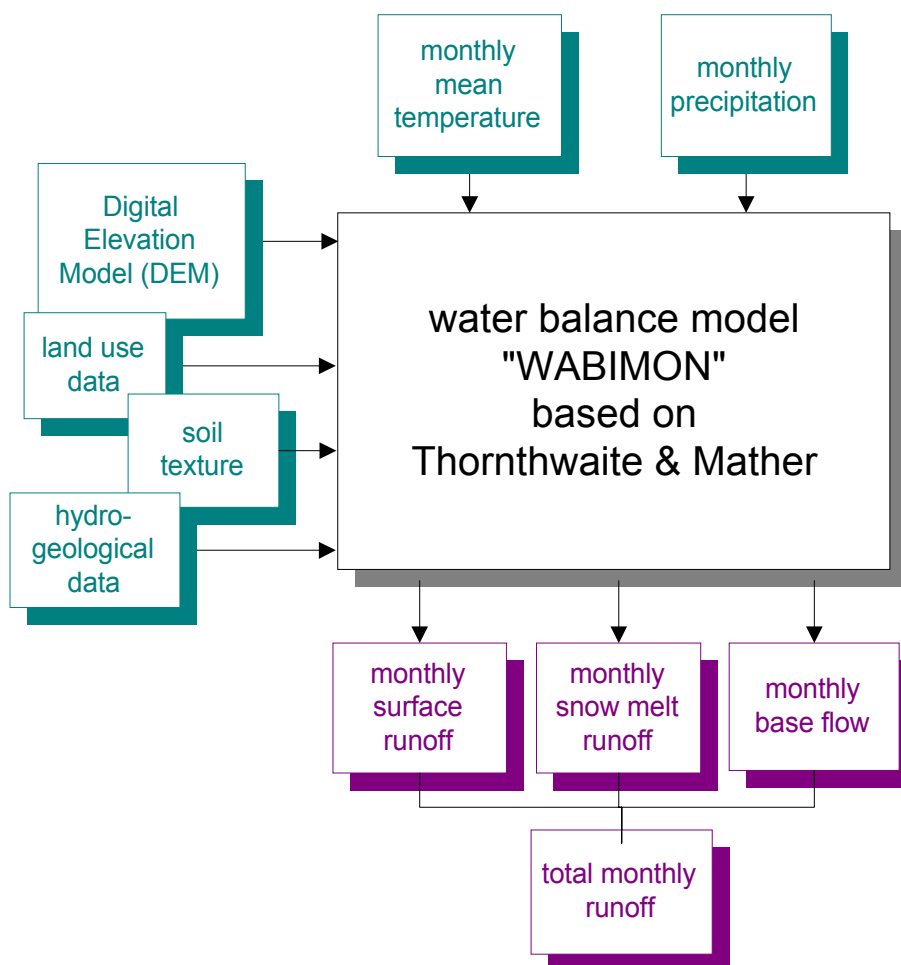 monthly
mean
temperature
monthly
precipitation
Digital
Elevation
Model (DEM)
land use
data
soil
texture
hydro-
geological
data
water balance model
"WABIMON"
based on
Thornthwaite & Mather
monthly
surface
runoff
monthly
snow melt
runoff
monthly
base flow
total monthly
runoff